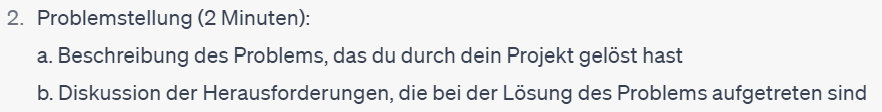 2. Problemstellung (2 Minuten):
a. Beschreibung des Problems, das du durch dein Projekt gelöst hast
b. Diskussion der Herausforderungen, die bei der Lösung des Problems aufgetreten sind